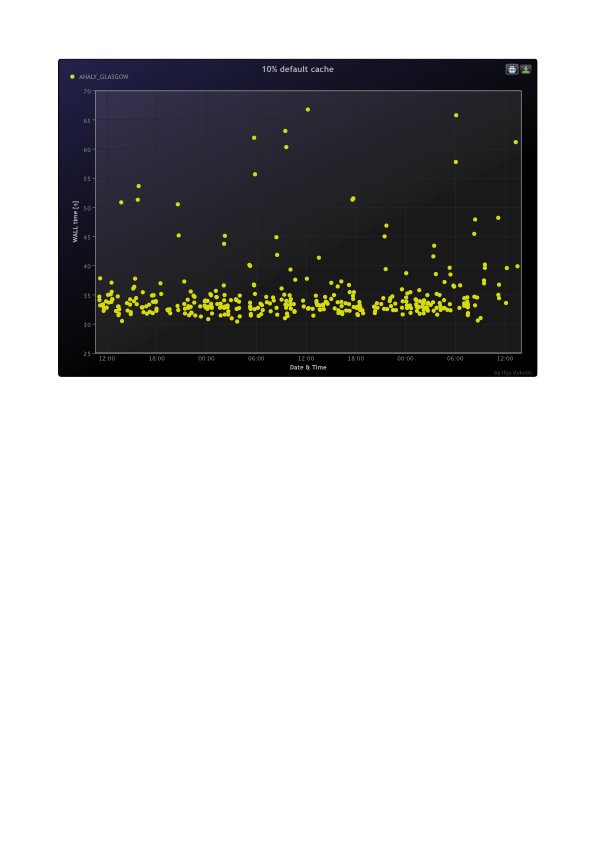 10% default cache
ANALY_GLASGOW
70
65
60
55
50
45
40
35
30
25
WALL time [s]
12:00 18:00 00:00 06:00 12:00 18:00 00:00 06:00 12:00
Date & Time
by Ilija Vukotic